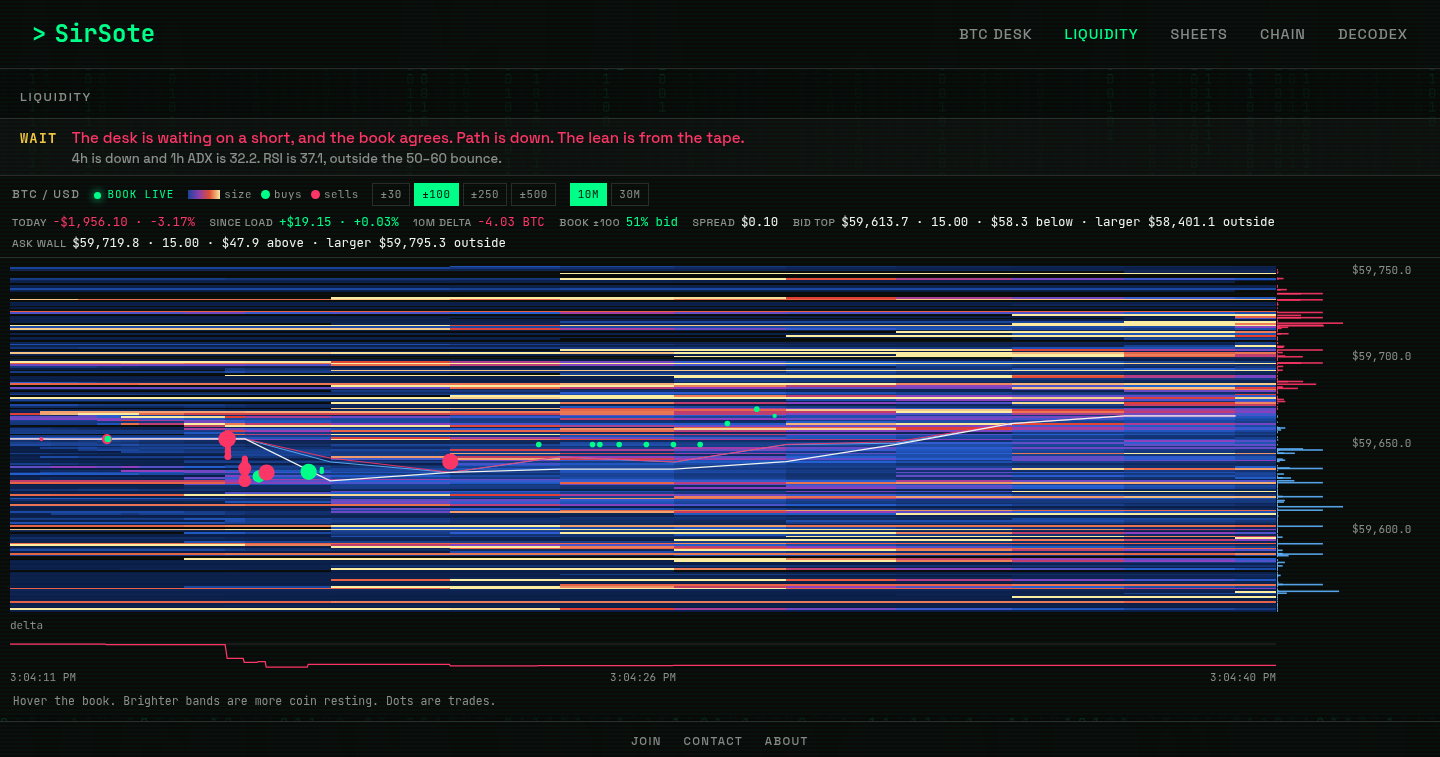 > SirSote
BTC DESK LIQUIDITY SHEETS CHAIN DECODEX
LIQUIDITY
WAIT The desk is waiting on a short, and the book agrees. Path is down. The lean is from the tape.
4h is down and 1h ADX is 32.2. RSI is 37.1, outside the 50–60 bounce.
BTC / USD BOOK LIVE size buys sells ±30 ±100 ±250 ±500 10M 30M
TODAY -$1,956.10 · -3.17% SINCE LOAD +$19.15 · +0.03% 10M DELTA -4.03 BTC BOOK ±100 51% bid SPREAD $0.10 BID TOP $59,613.7 · 15.00 · $58.3 below · larger $58,401.1 outside
ASK WALL $59,719.8 · 15.00 · $47.9 above · larger $59,795.3 outside
$59,750.0
$59,700.0
$59,650.0
$59,600.0
delta
3:04:11 PM 3:04:26 PM 3:04:40 PM
Hover the book. Brighter bands are more coin resting. Dots are trades.
JOIN CONTACT ABOUT